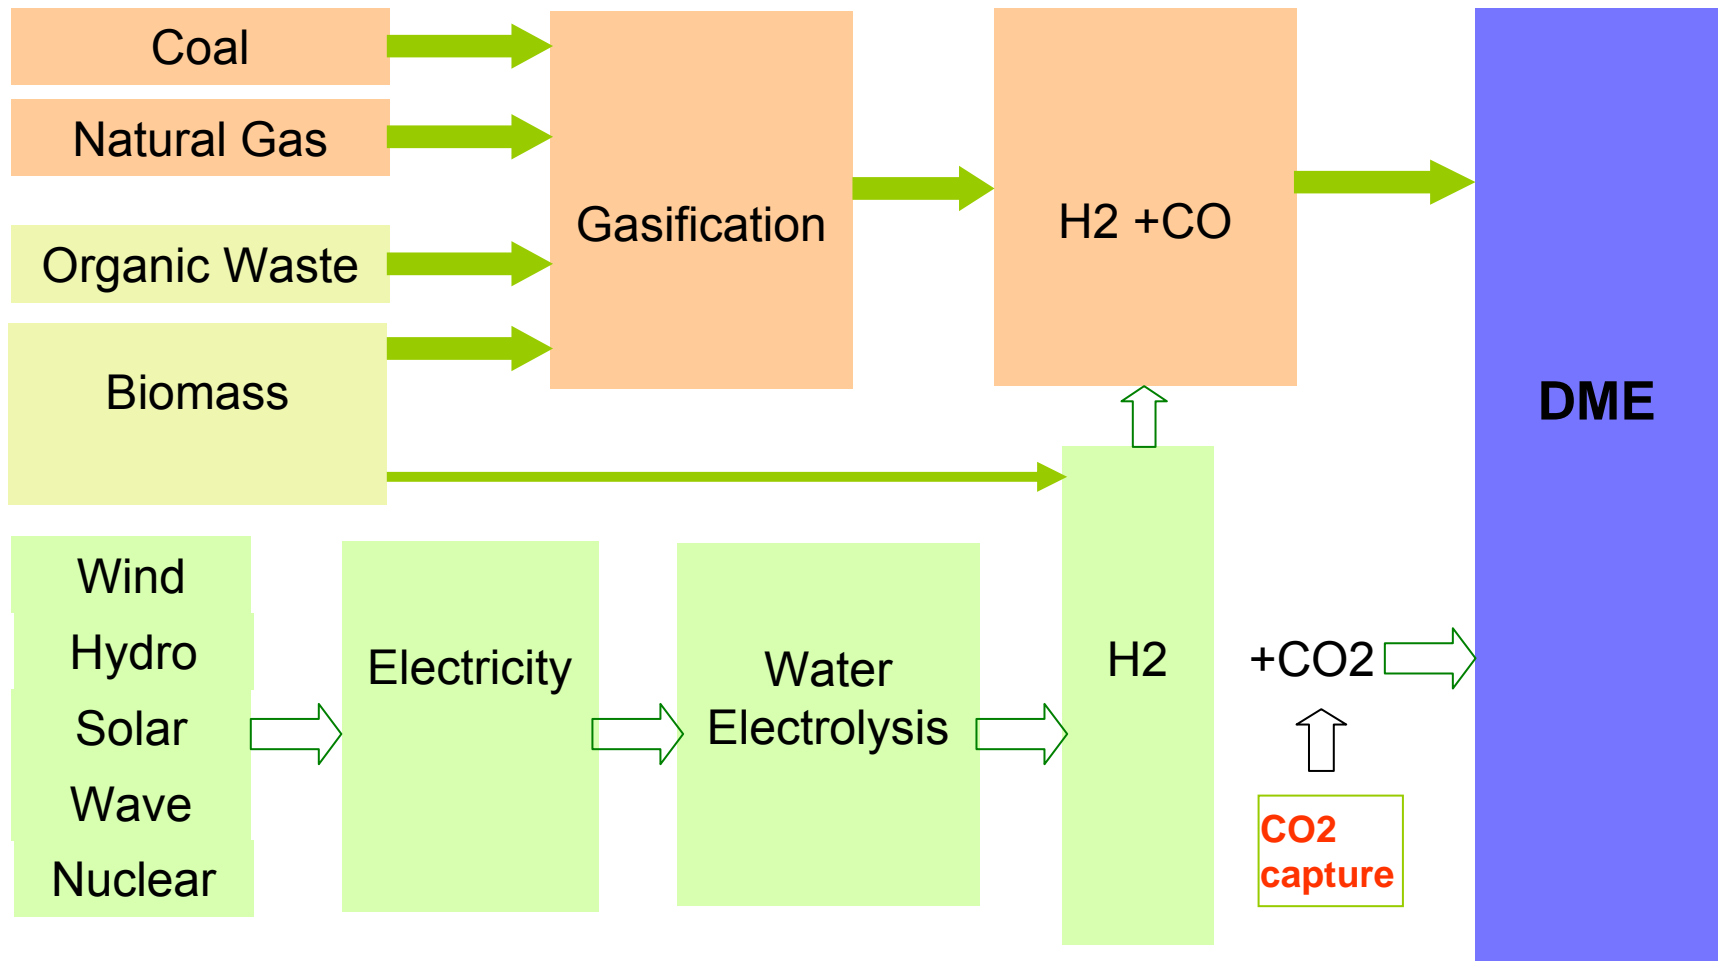 Coal
Natural Gas
Organic Waste
Biomass
Gasification
H2 +CO
DME
Wind
Hydro
Solar
Wave
Nuclear
Electricity
Water
Electrolysis
H2
+CO2
CO2
capture